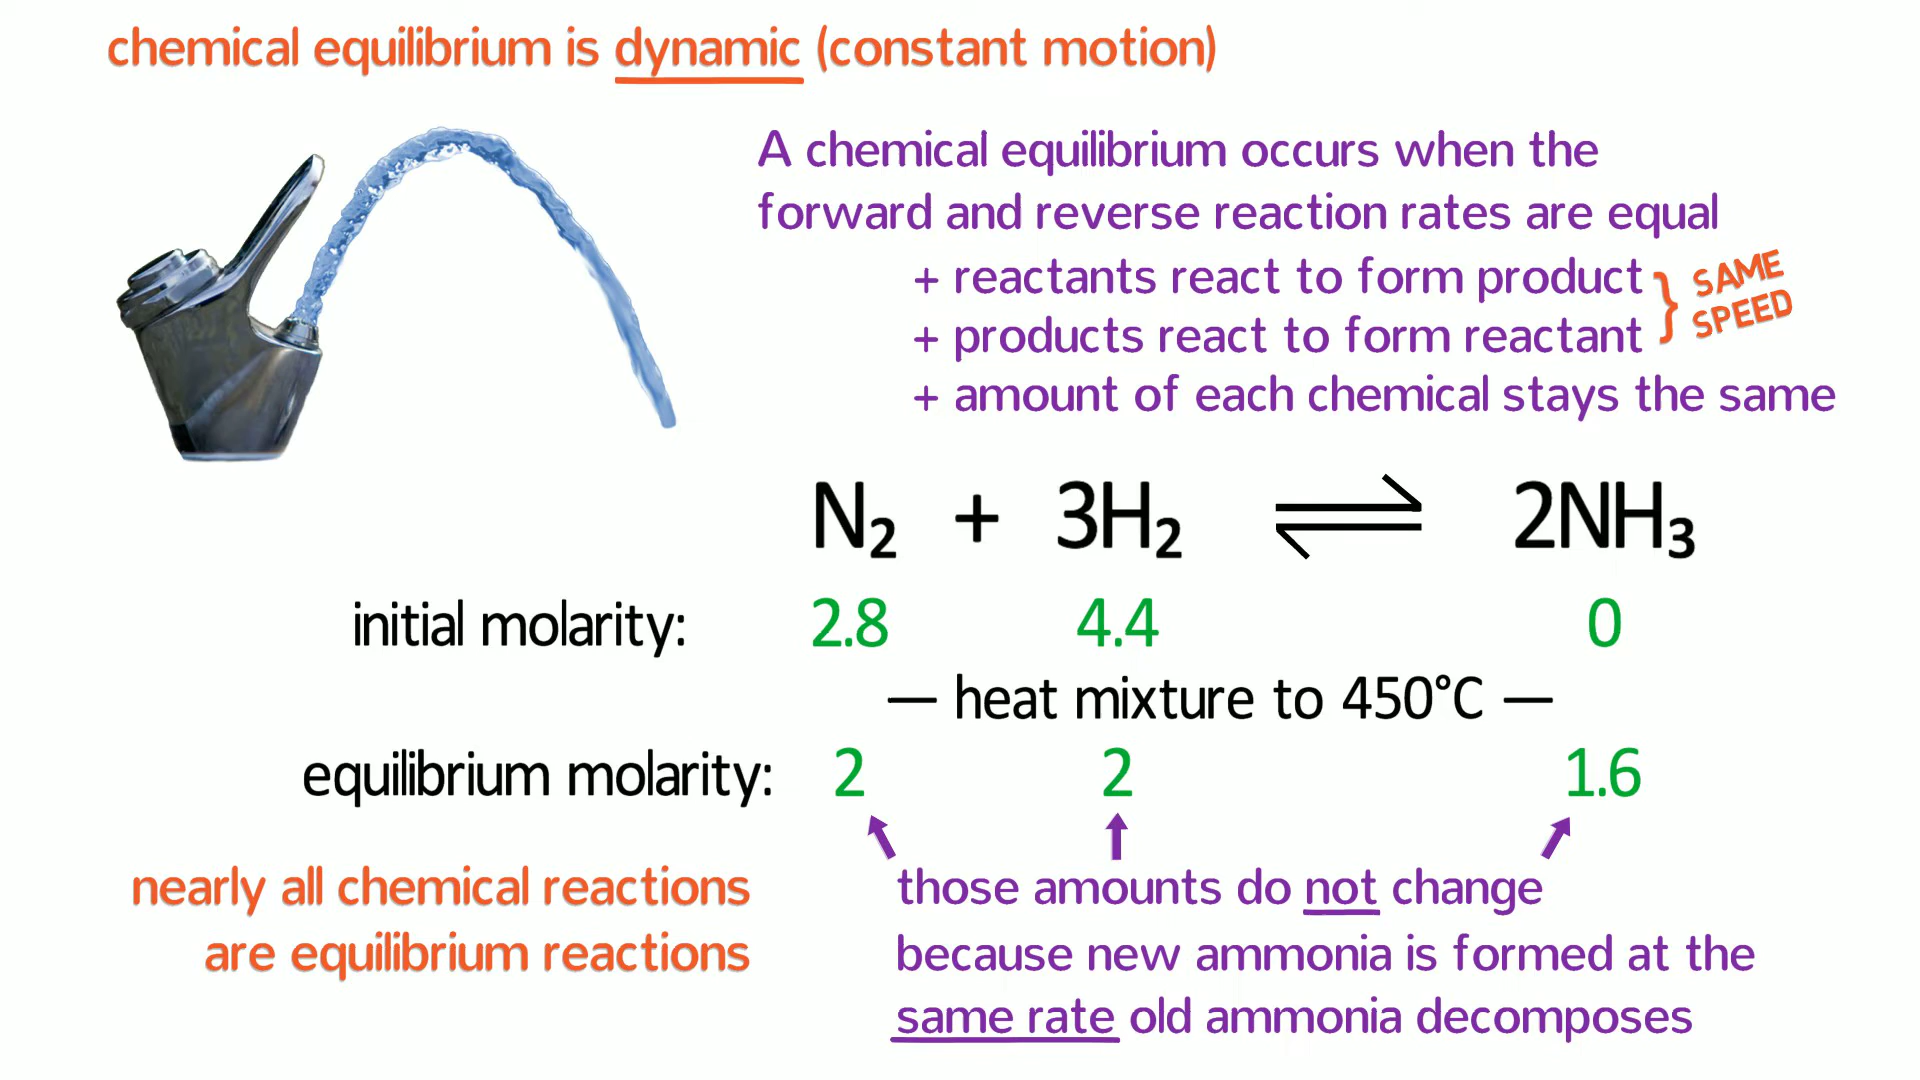 chemical equilibrium is dynamic (constant motion)
A chemical equilibrium occurs when the
forward and reverse reaction rates are equal
+ reactants react to form product
+ products react to form reactant
} SAME
SPEED
+ amount of each chemical stays the same
N₂ + 3H₂ ⇌ 2NH₃
initial molarity: 2.8 4.4 0
— heat mixture to 450°C —
equilibrium molarity: 2 2 1.6
nearly all chemical reactions
are equilibrium reactions
those amounts do not change
because new ammonia is formed at the
same rate old ammonia decomposes